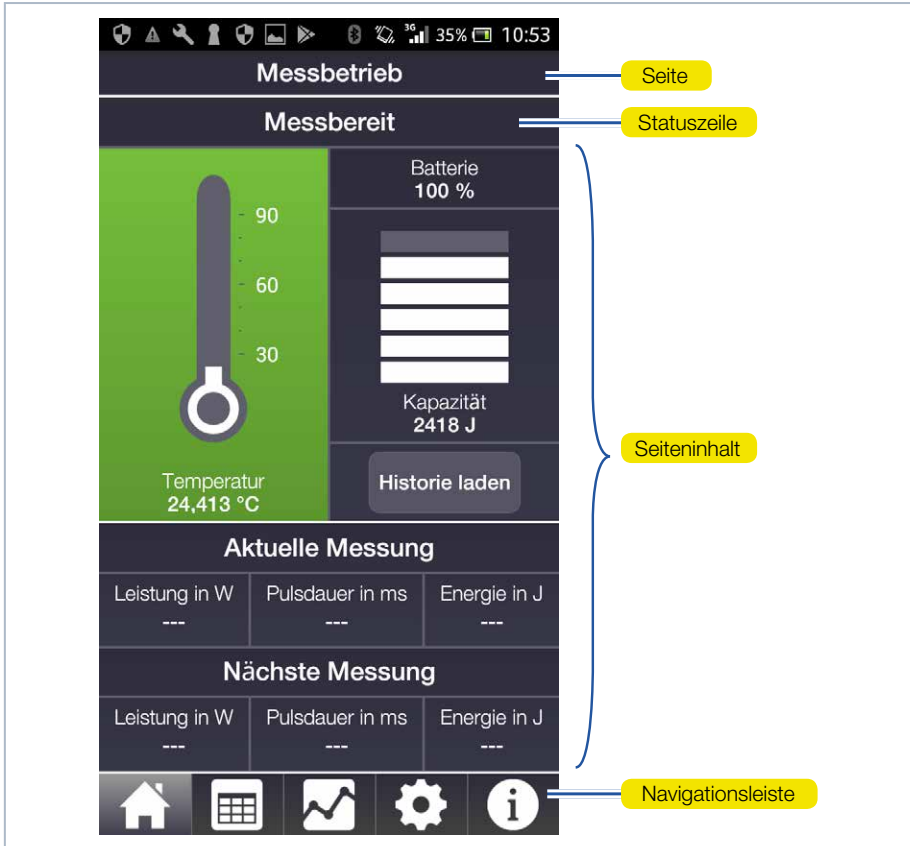 3G 35% 10:53
Messbetrieb
Seite
Messbereit
Statuszeile
Batterie
100 %
90
60
30
Kapazität
2418 J
Temperatur
24,413 °C
Historie laden
Seiteninhalt
Aktuelle Messung
Leistung in W Pulsdauer in ms Energie in J
--- --- ---
Nächste Messung
Leistung in W Pulsdauer in ms Energie in J
--- --- ---
i
Navigationsleiste